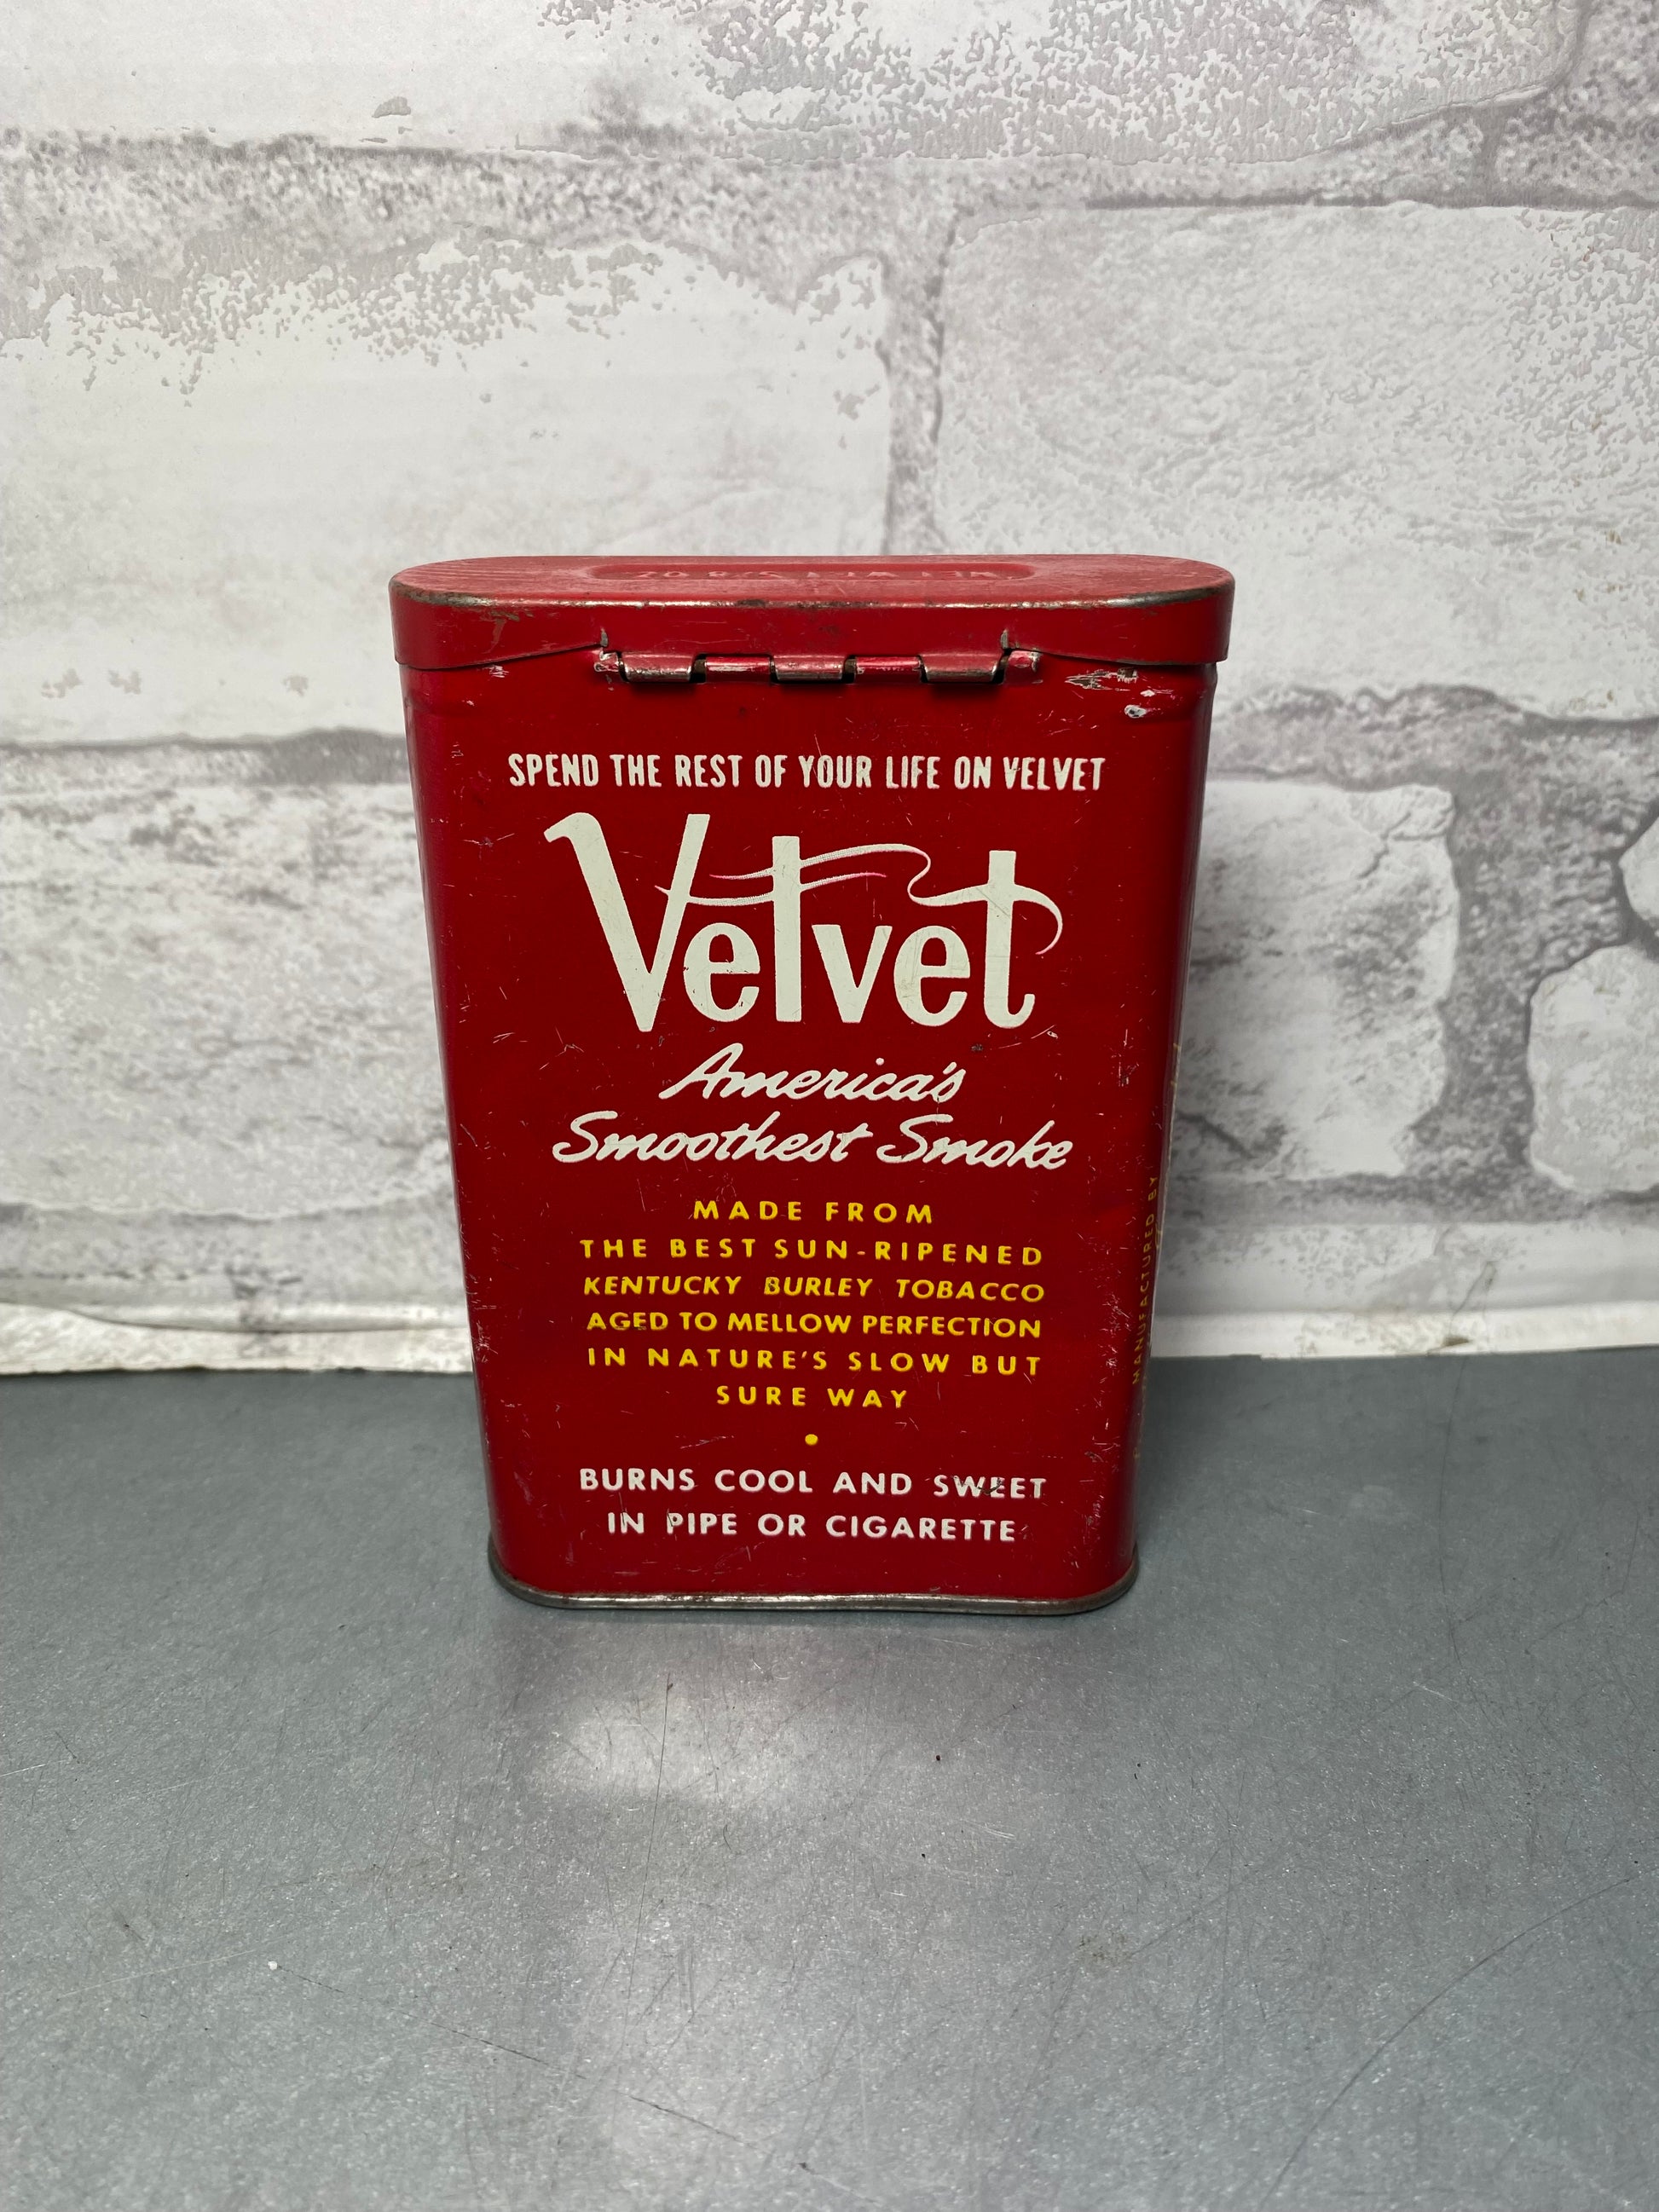 SPEND THE REST OF YOUR LIFE ON VELVET
Velvet
America's
Smoothest Smoke
MADE FROM
THE BEST SUN-RIPENED
KENTUCKY BURLEY TOBACCO
AGED TO MELLOW PERFECTION
IN NATURE'S SLOW BUT
SURE WAY
•
BURNS COOL AND SWEET
IN PIPE OR CIGARETTE
MANUFACTURED BY